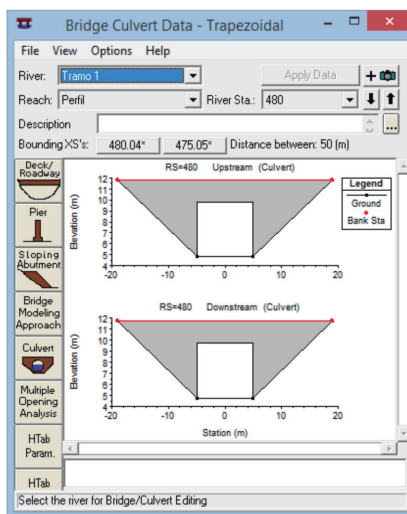 Bridge Culvert Data - Trapezoidal
File View Options Help
River: Tramo 1 Apply Data
Reach: Perfil River Sta.: 480
Description ...
Bounding XS's: 480.04* 475.05* Distance between: 50 (m)
Deck/
Roadway
Pier
Sloping
Abutment
Bridge
Modeling
Approach
Culvert
Multiple
Opening
Analysis
HTab
Param.
HTab
RS=480 Upstream (Culvert)
Elevation (m)
12
11
10
9
8
7
6
5
4
-20 -10 0 10 20
Legend
Ground
Bank Sta
RS=480 Downstream (Culvert)
Elevation (m)
12
11
10
9
8
7
6
5
4
-20 -10 0 10 20
Station (m)
Select the river for Bridge/Culvert Editing